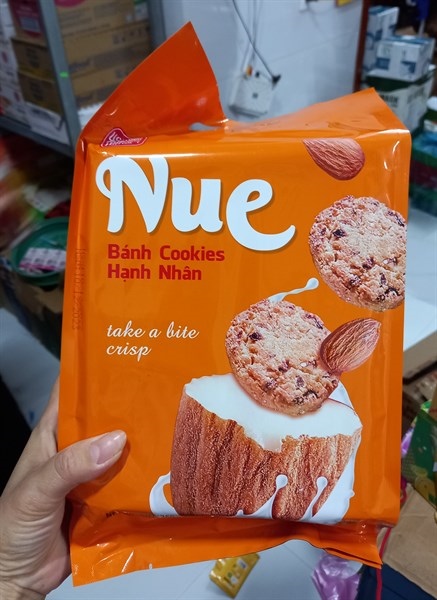 Nue
Bánh Cookies
Hạnh Nhân
take a bite
crisp